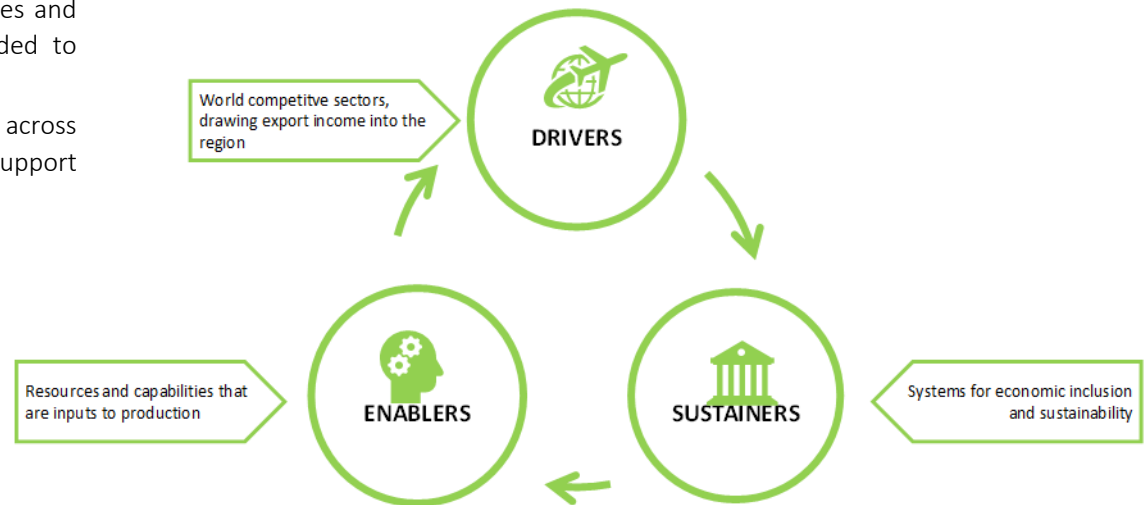 es and
ded to
across
upport
World competitve sectors,
drawing export income into the
region
DRIVERS
Resources and capabilities that
are inputs to production
ENABLERS
SUSTAINERS
Systems for economic inclusion
and sustainability